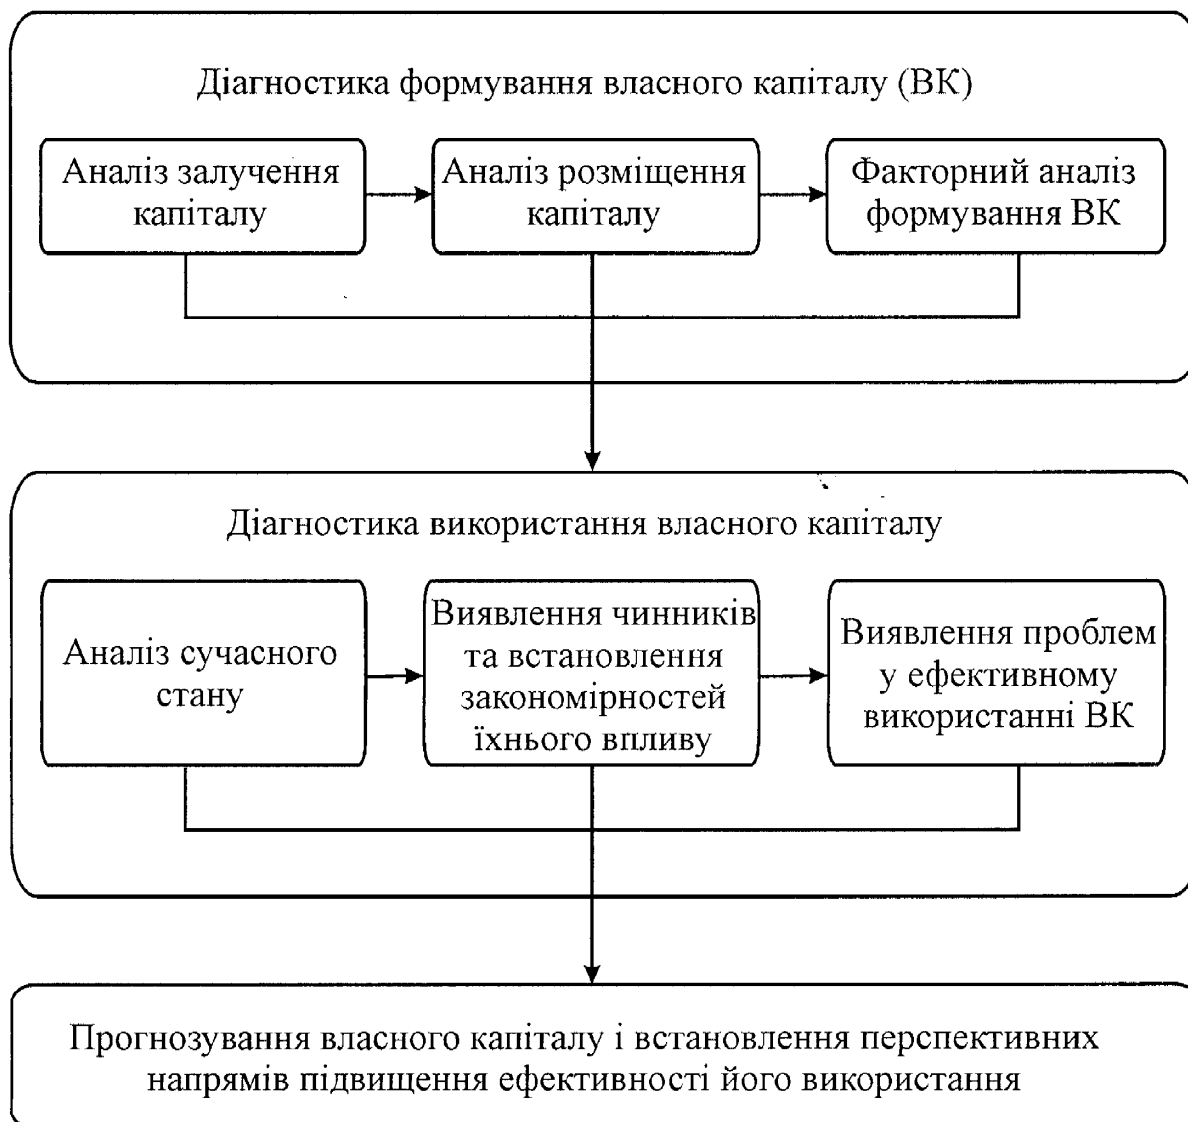 Діагностика формування власного капіталу (ВК)
Аналіз залучення
капіталу
Аналіз розміщення
капіталу
Факторний аналіз
формування ВК
Діагностика використання власного капіталу
Аналіз сучасного
стану
Виявлення чинників
та встановлення
закономірностей
їхнього впливу
Виявлення проблем
у ефективному
використанні ВК
Прогнозування власного капіталу і встановлення перспективних
напрямів підвищення ефективності його використання